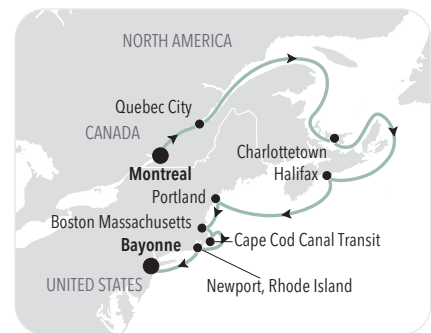 NORTH AMERICA
Quebec City
CANADA
Montreal
Charlottetown
Halifax
Portland
Boston Massachusetts
Bayonne
Cape Cod Canal Transit
UNITED STATES
Newport, Rhode Island